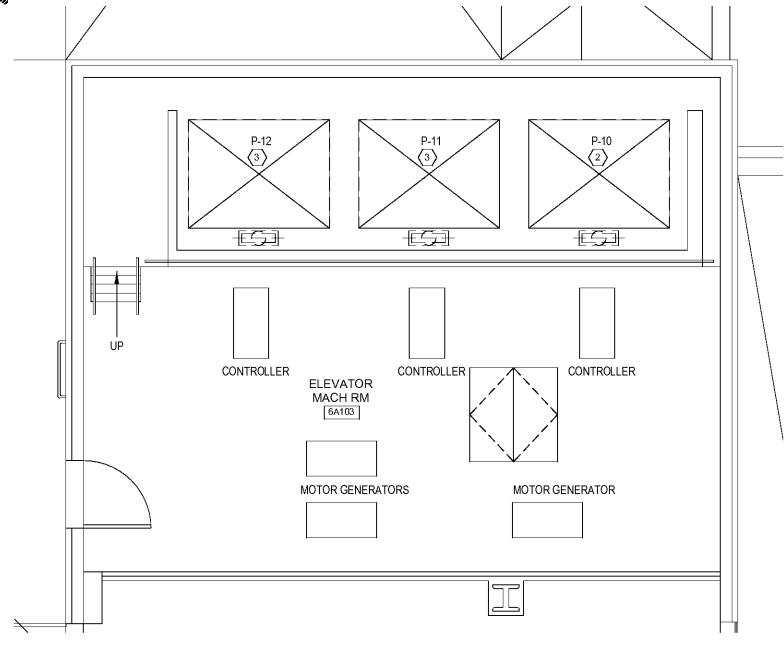 P-12
3
P-11
3
P-10
2
UP
CONTROLLER
CONTROLLER
CONTROLLER
ELEVATOR
MACH RM
6A103
MOTOR GENERATORS
MOTOR GENERATOR